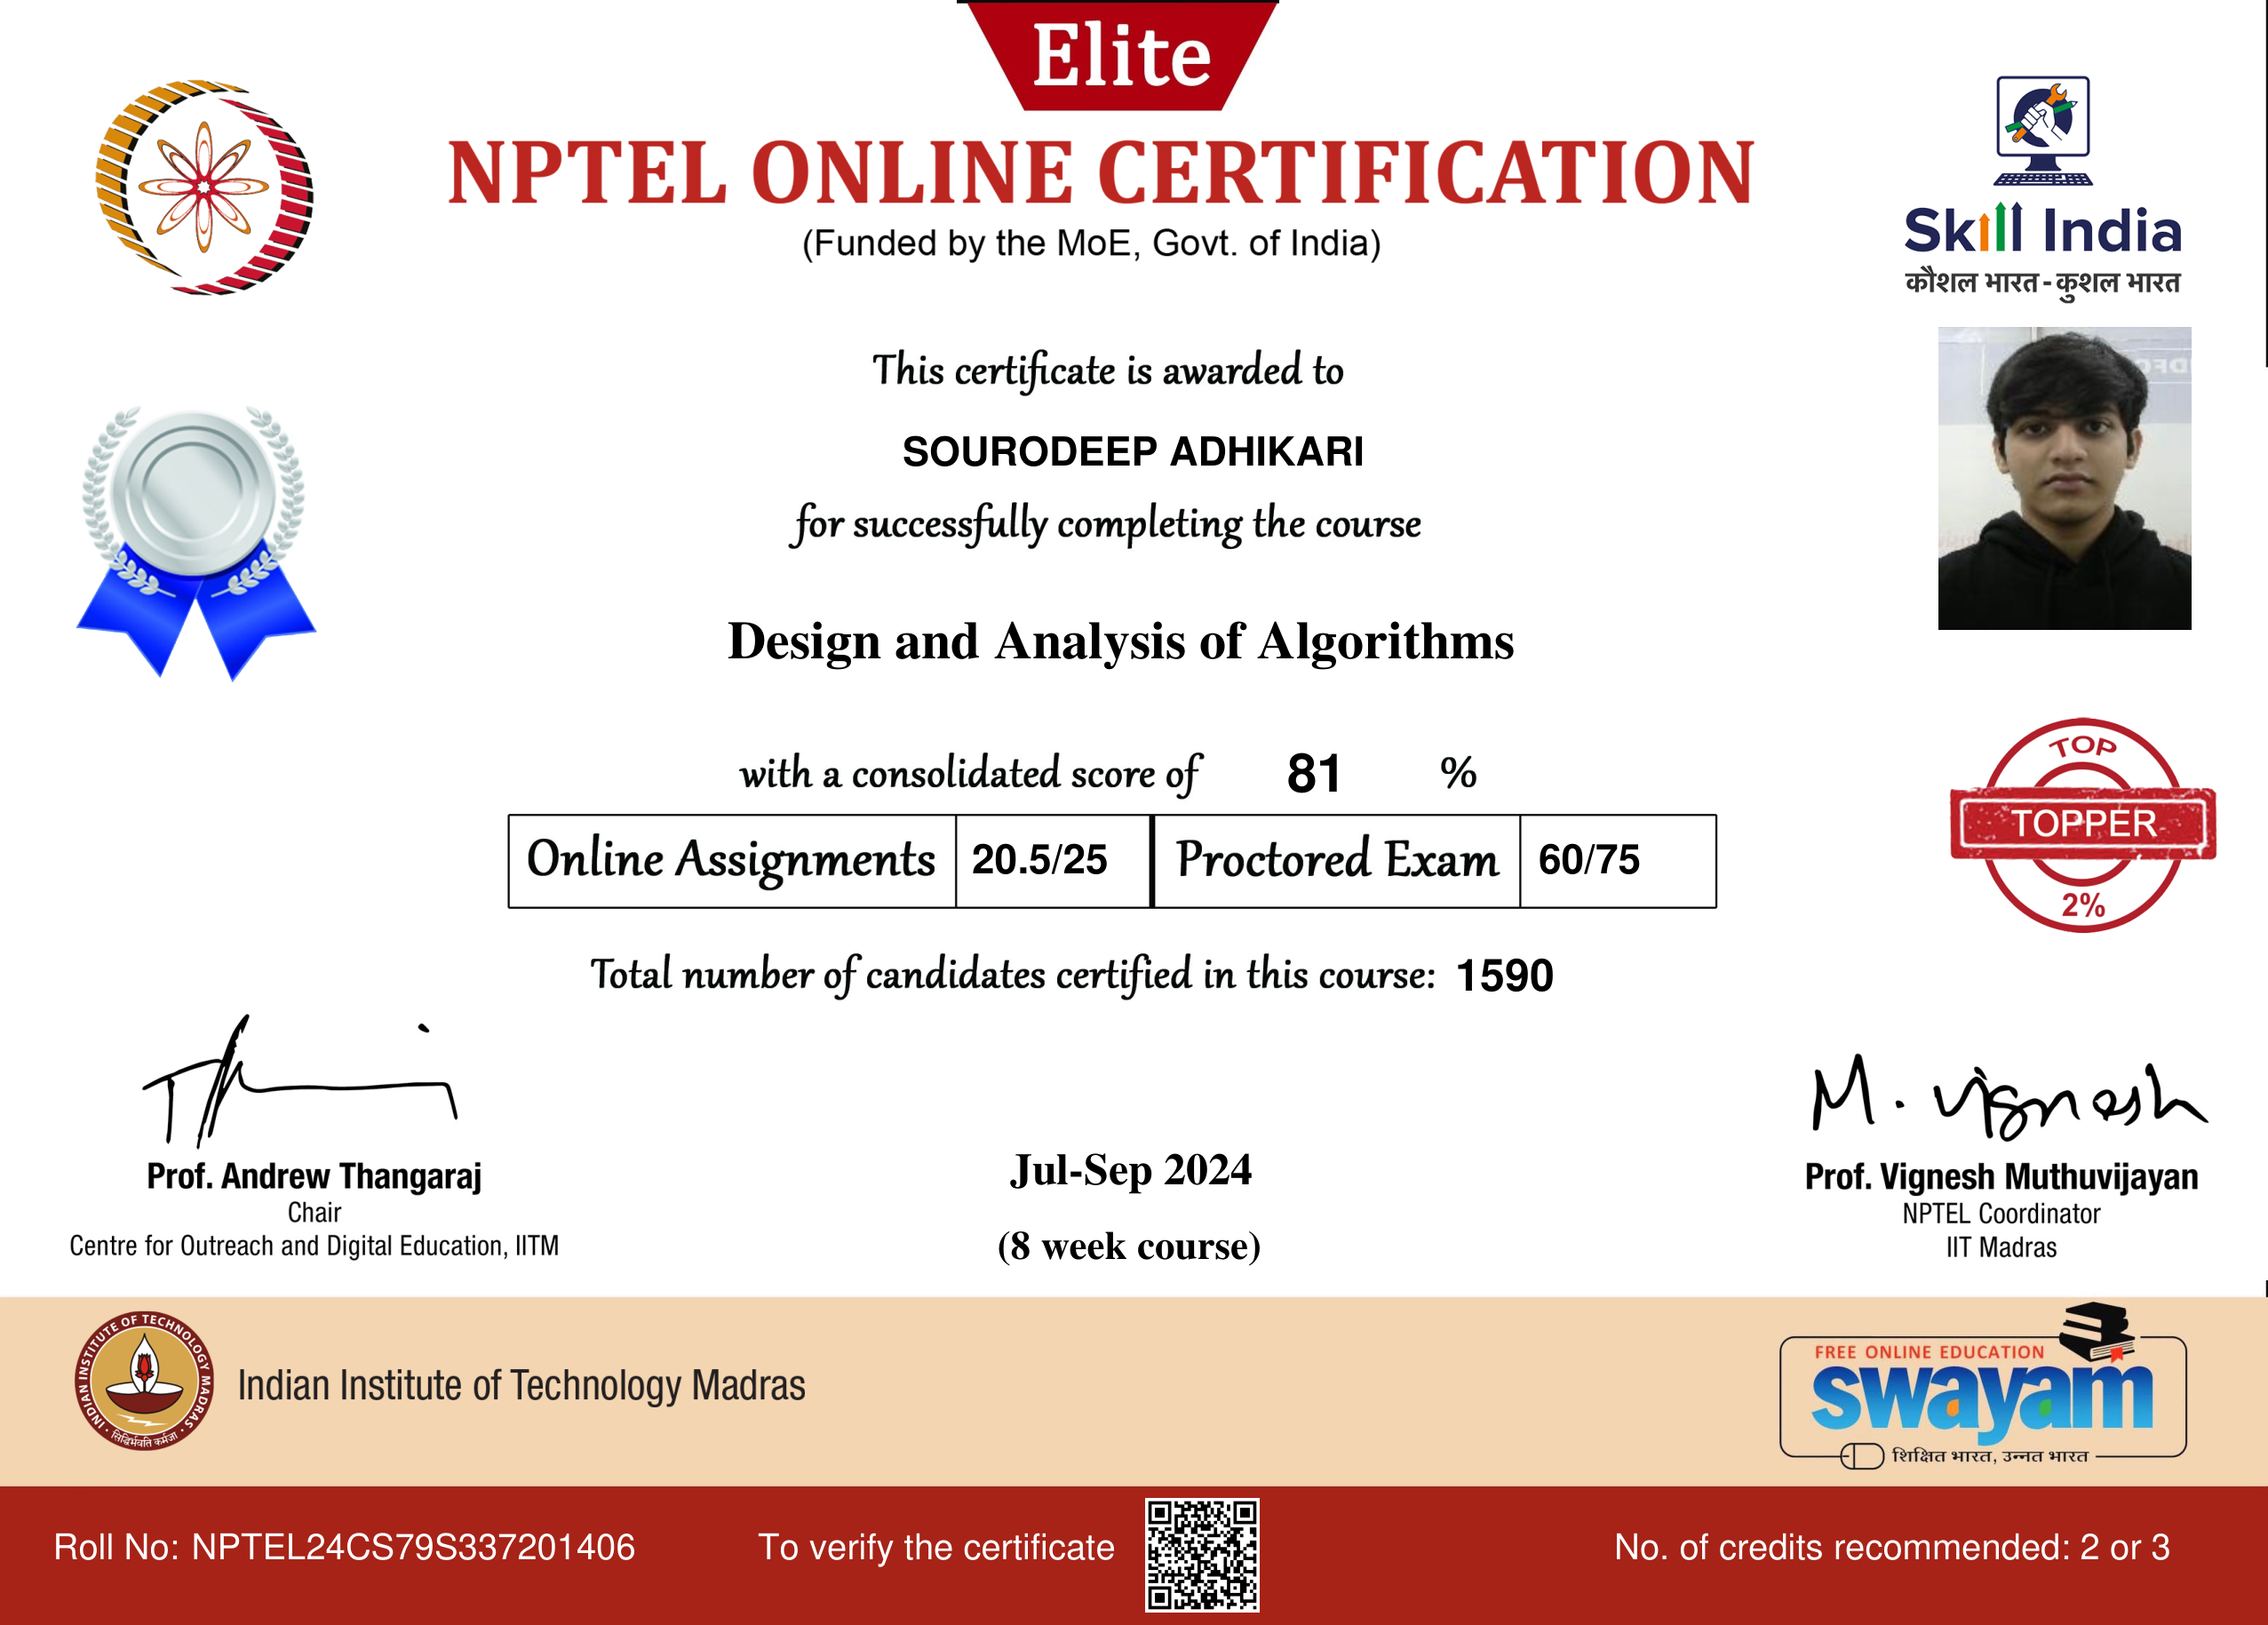 Elite
NPTEL ONLINE CERTIFICATION
(Funded by the MoE, Govt. of India)
Skill India
कौशल भारत - कुशल भारत
This certificate is awarded to
SOURODEEP ADHIKARI
for successfully completing the course
Design and Analysis of Algorithms
with a consolidated score of 81 %
Online Assignments 20.5/25 Proctored Exam 60/75
TOP
TOPPER
2%
Total number of candidates certified in this course: 1590
M. Vignesh
Prof. Andrew Thangaraj
Chair
Centre for Outreach and Digital Education, IITM
Jul-Sep 2024
(8 week course)
Prof. Vignesh Muthuvijayan
NPTEL Coordinator
IIT Madras
INDIAN INSTITUTE OF TECHNOLOGY MADRAS
सिद्धिर्भवति कर्मजा
Indian Institute of Technology Madras
FREE ONLINE EDUCATION
swayam
शिक्षित भारत, उन्नत भारत
Roll No: NPTEL24CS79S337201406
To verify the certificate
No. of credits recommended: 2 or 3